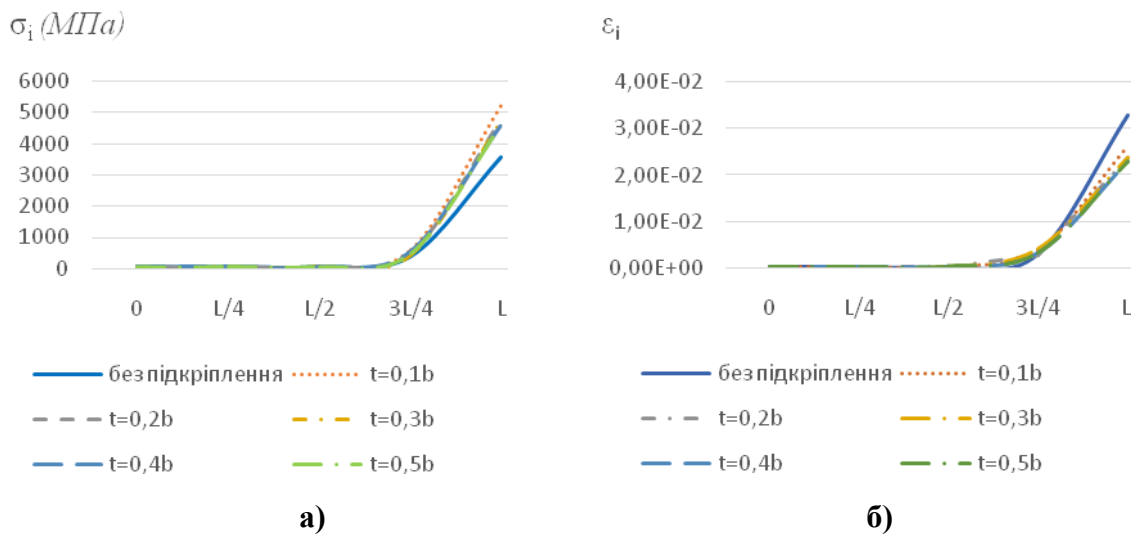 σi (МПа)
6000
5000
4000
3000
2000
1000
0
0 L/4 L/2 3L/4 L
без підкріплення t=0,1b
t=0,2b t=0,3b
t=0,4b t=0,5b
а)
εi
4,00E-02
3,00E-02
2,00E-02
1,00E-02
0,00E+00
0 L/4 L/2 3L/4 L
без підкріплення t=0,1b
t=0,2b t=0,3b
t=0,4b t=0,5b
б)